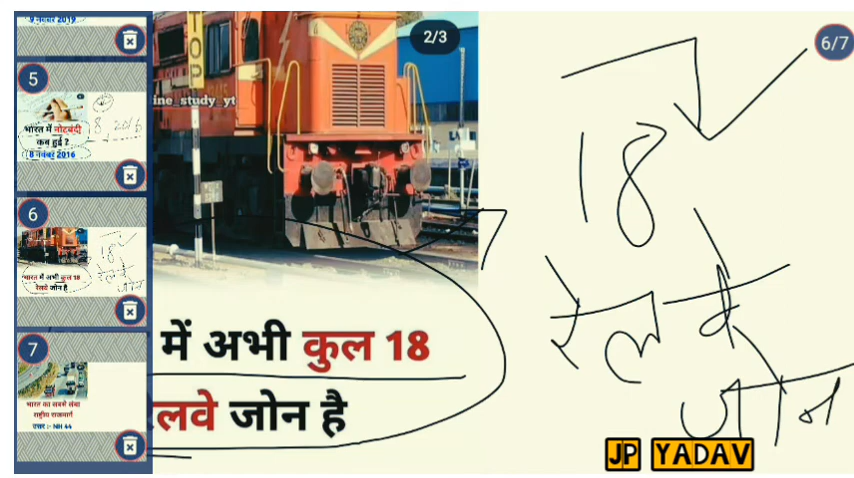 9 नवंबर 2019
5
भारत में नोटबंदी
कब हुई ?
8 नवंबर 2016
8, 2016
6
18
रेलवे
जोन
भारत में अभी कुल 18
रेलवे जोन है
7
भारत का सबसे लंबा
राष्ट्रीय राजमार्ग
उत्तर :- NH 44
2/3
TOP
ine_study_yt
में अभी कुल 18
लवे जोन है
6/7
18
रेलवे
जोन
JP YADAV